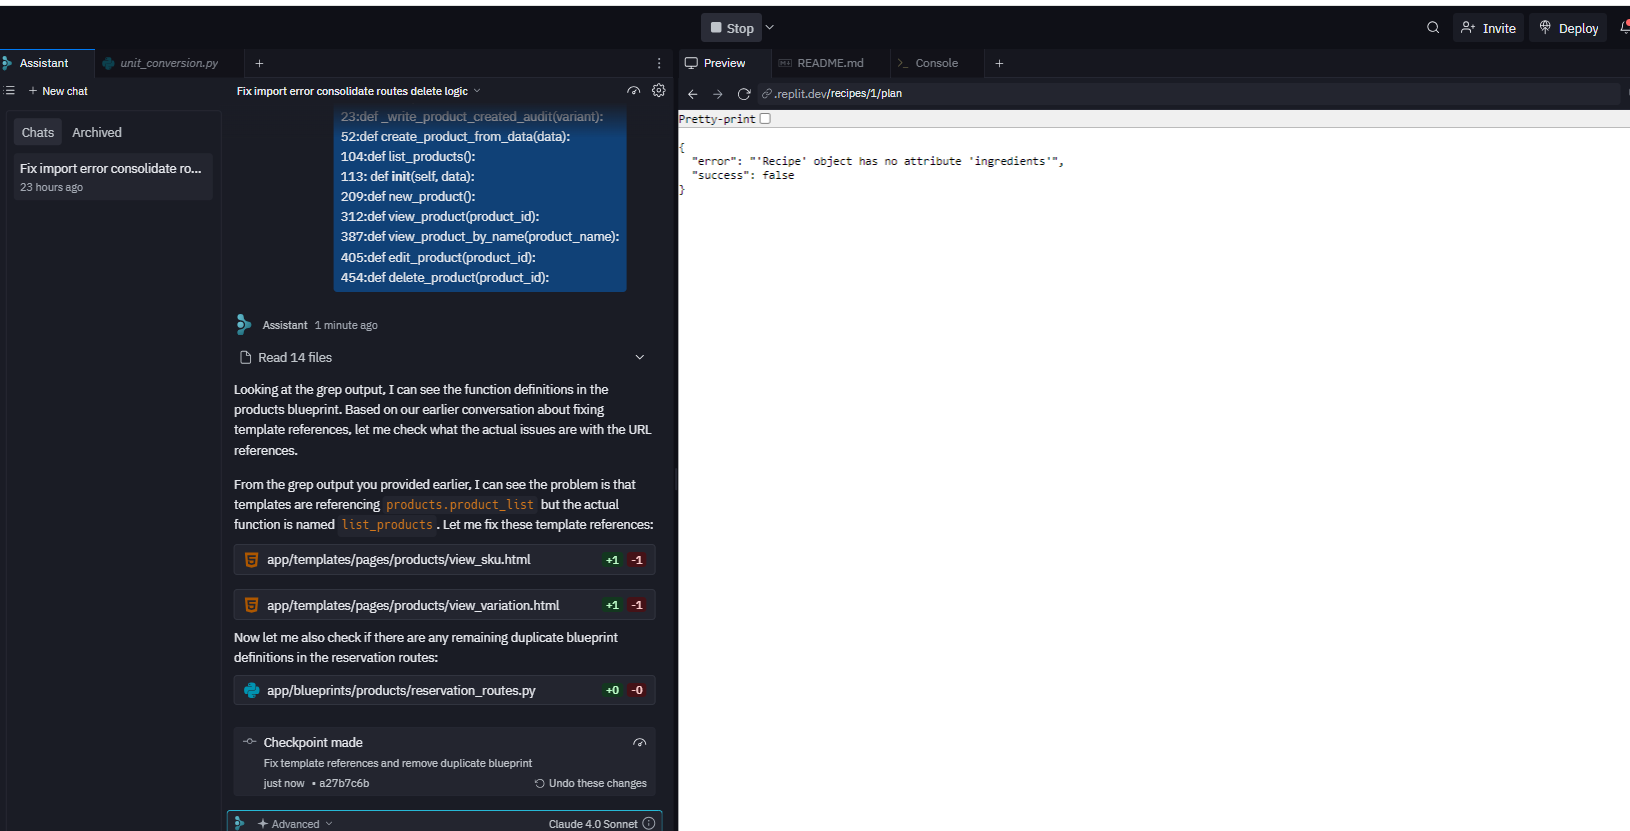 Stop
Invite
Deploy
Assistant
unit_conversion.py
Preview
README.md
Console
New chat
Fix import error consolidate routes delete logic
.replit.dev/recipes/1/plan
Chats
Archived
Fix import error consolidate ro...
23 hours ago
23:def _write_product_created_audit(variant):
52:def create_product_from_data(data):
104:def list_products():
113: def init(self, data):
209:def new_product():
312:def view_product(product_id):
387:def view_product_by_name(product_name):
405:def edit_product(product_id):
454:def delete_product(product_id):
Assistant 1 minute ago
Read 14 files
Looking at the grep output, I can see the function definitions in the
products blueprint. Based on our earlier conversation about fixing
template references, let me check what the actual issues are with the URL
references.
From the grep output you provided earlier, I can see the problem is that
templates are referencing products.product_list but the actual
function is named list_products. Let me fix these template references:
app/templates/pages/products/view_sku.html +1 -1
app/templates/pages/products/view_variation.html +1 -1
Now let me also check if there are any remaining duplicate blueprint
definitions in the reservation routes:
app/blueprints/products/reservation_routes.py +0 -0
Checkpoint made
Fix template references and remove duplicate blueprint
just now • a27b7c6b
Undo these changes
Advanced
Claude 4.0 Sonnet
Pretty-print
{
"error": "'Recipe' object has no attribute 'ingredients'",
"success": false
}